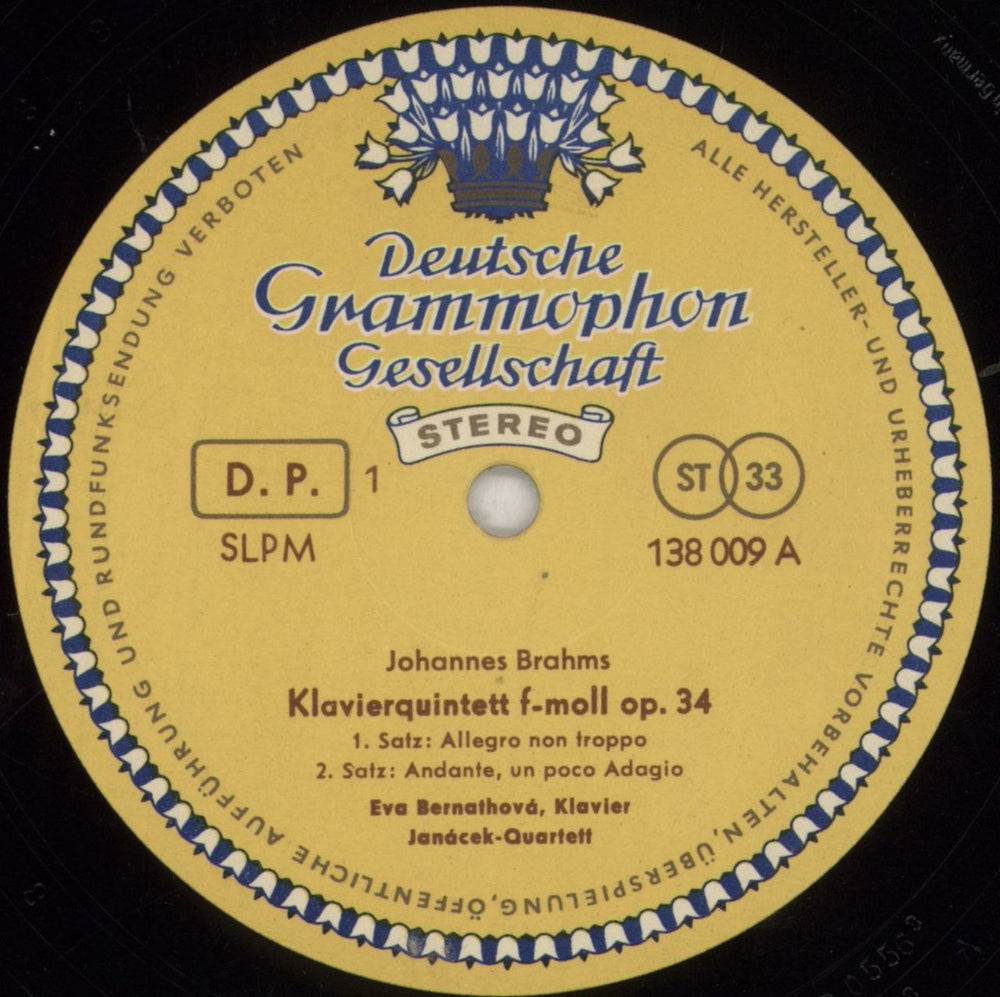 Deutsche
Grammophon
Gesellschaft
STEREO
D. P. 1
SLPM
ST 33
138 009 A
Johannes Brahms
Klavierquintett f-moll op. 34
1. Satz: Allegro non troppo
2. Satz: Andante, un poco Adagio
Eva Bernathová, Klavier
Janácek-Quartett
ALLE HERSTELLER- UND URHEBERRECHTE VORBEHALTEN, ÜBERSPIELUNG, ÖFFENTLICHE AUFFÜHRUNG UND RUNDFUNKSENDUNG VERBOTEN
Germany